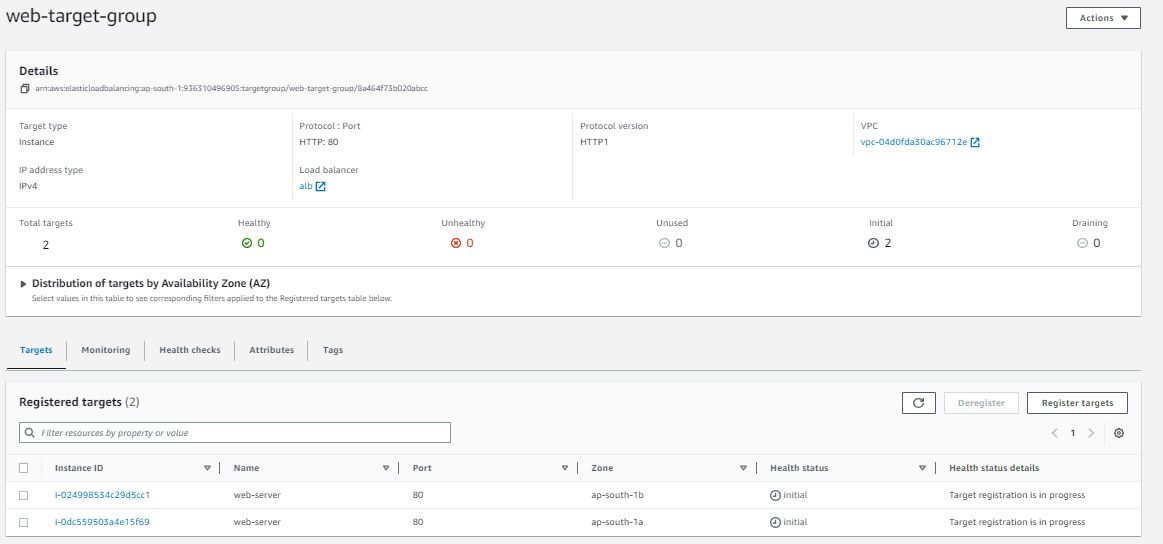 web-target-group
Actions
Details
arn:aws:elasticloadbalancing:ap-south-1:936310496905:targetgroup/web-target-group/8a464f73b020abcc
Target type
Instance
Protocol : Port
HTTP: 80
Protocol version
HTTP1
VPC
vpc-04d0fda30ac96712e
IP address type
IPv4
Load balancer
alb
Total targets
2
Healthy
0
Unhealthy
0
Unused
0
Initial
2
Draining
0
Distribution of targets by Availability Zone (AZ)
Select values in this table to see corresponding filters applied to the Registered targets table below.
Targets Monitoring Health checks Attributes Tags
Registered targets (2)
Deregister
Register targets
Filter resources by property or value
1
Instance ID Name Port Zone Health status Health status details
i-024998534c29d5cc1 web-server 80 ap-south-1b initial Target registration is in progress
i-0dc559503a4e15f69 web-server 80 ap-south-1a initial Target registration is in progress